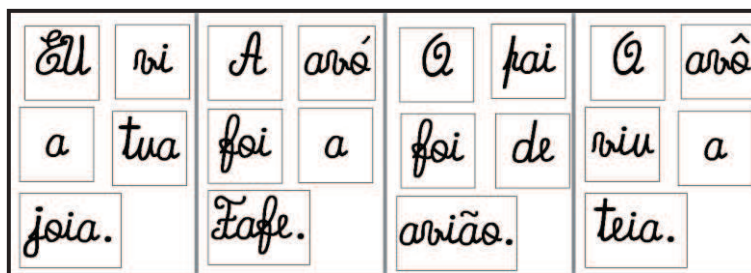 EU vi
a tua
joia.
A avó
foi a
Fafe.
O pai
foi de
avião.
O avô
viu a
teia.